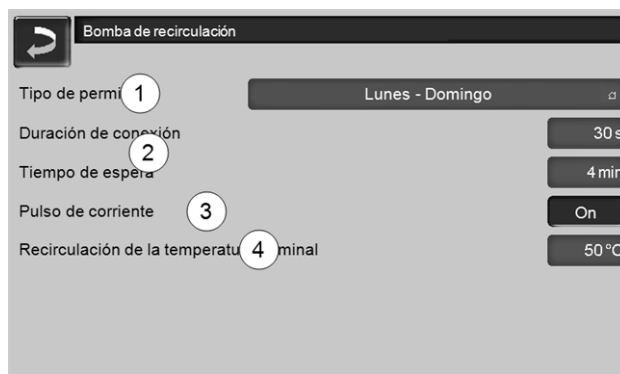 Bomba de recirculación
Tipo de permi 1 Lunes - Domingo
Duración de conexión 30 s
2
Tiempo de espera 4 min
Pulso de corriente 3 On
Recirculación de la temperatu 4 minal 50 °C